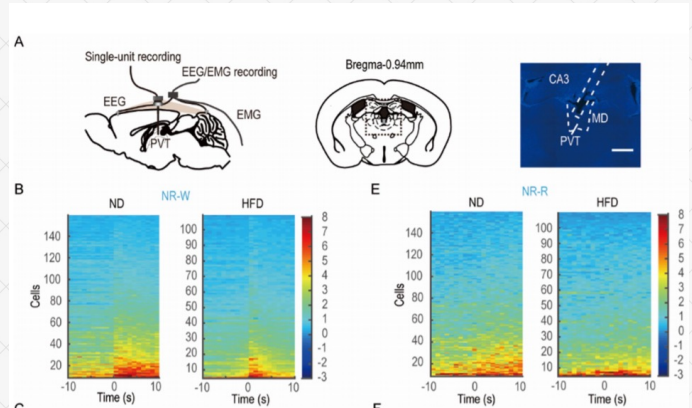 A
Single-unit recording
EEG/EMG recording
EEG
EMG
PVT
Bregma-0.94mm
CA3
MD
PVT
B
NR-W
ND
HFD
Cells
140
120
100
80
60
40
20
-10
0
10
Time (s)
100
90
80
70
60
50
40
30
20
10
-10
0
10
Time (s)
8
7
6
5
4
3
2
1
0
-1
-2
-3
E
NR-R
ND
HFD
Cells
140
120
100
80
60
40
20
-10
0
10
Time (s)
100
90
80
70
60
50
40
30
20
10
-10
0
10
Time (s)
8
7
6
5
4
3
2
1
0
-1
-2
-3